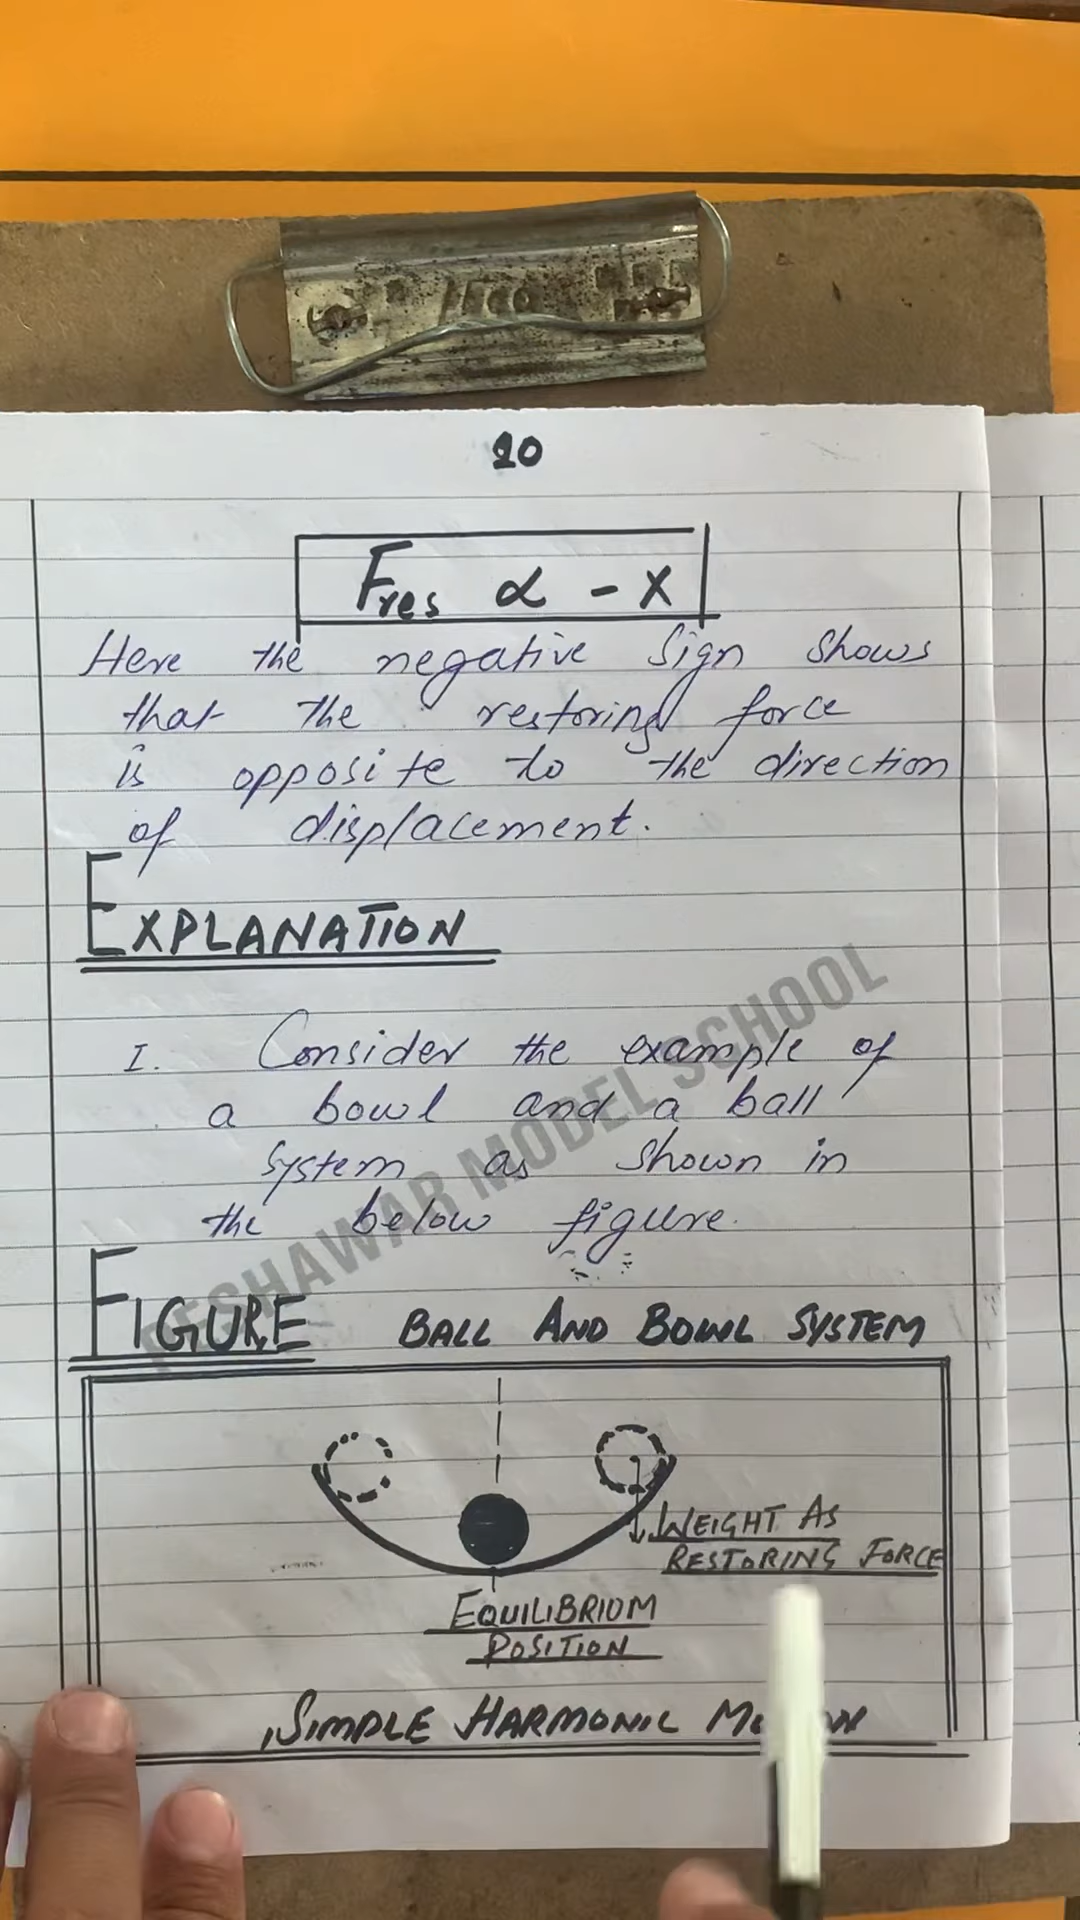 10
Fres α - x
Here the negative sign shows
that the restoring force
is opposite to the direction
of displacement.
EXPLANATION
I. Consider the example of
a bowl and a ball
system as shown in
the below figure.
PESHAWAR MODEL SCHOOL
FIGURE BALL AND BOWL SYSTEM
WEIGHT AS
RESTORING FORCE
EQUILIBRIUM
POSITION
SIMPLE HARMONIC